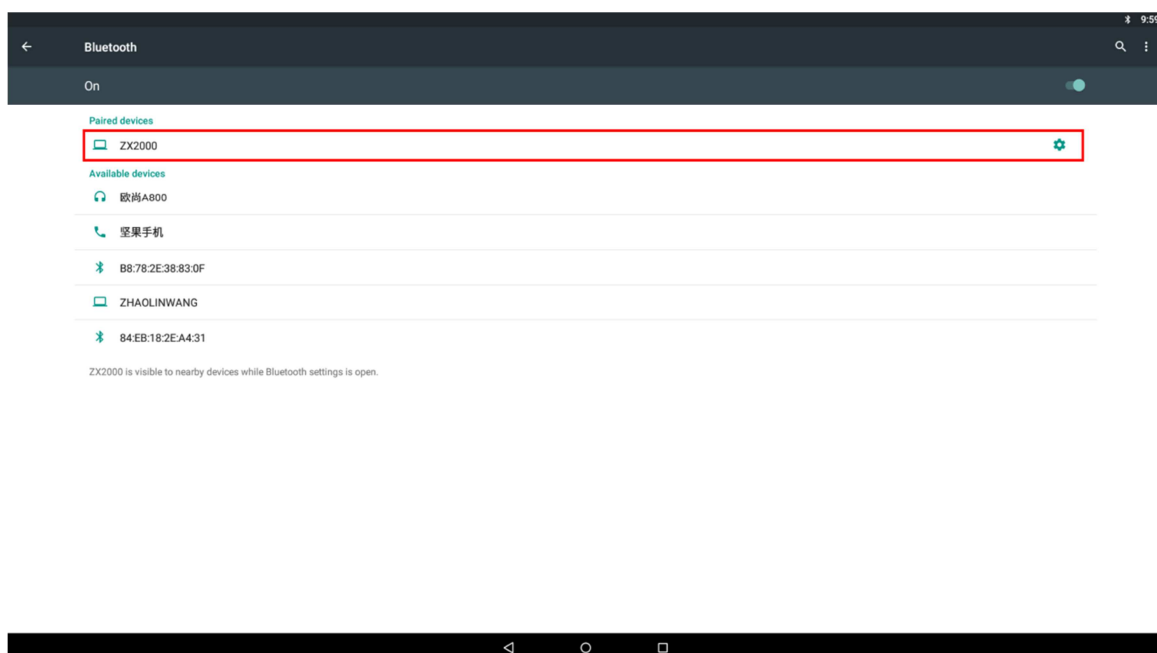 9:59
Bluetooth
On
Paired devices
ZX2000
Available devices
欧尚A800
坚果手机
B8:78:2E:38:83:0F
ZHAOLINWANG
84:EB:18:2E:A4:31
ZX2000 is visible to nearby devices while Bluetooth settings is open.